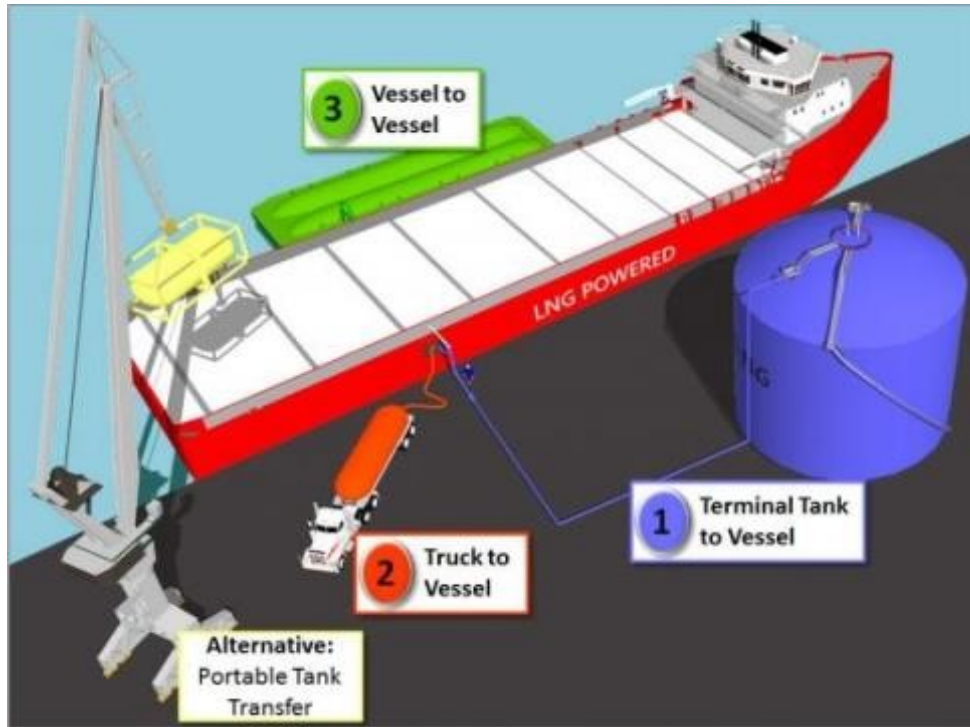 3
Vessel to
Vessel
LNG POWERED
1
Terminal Tank
to Vessel
2
Truck to
Vessel
Alternative:
Portable Tank
Transfer